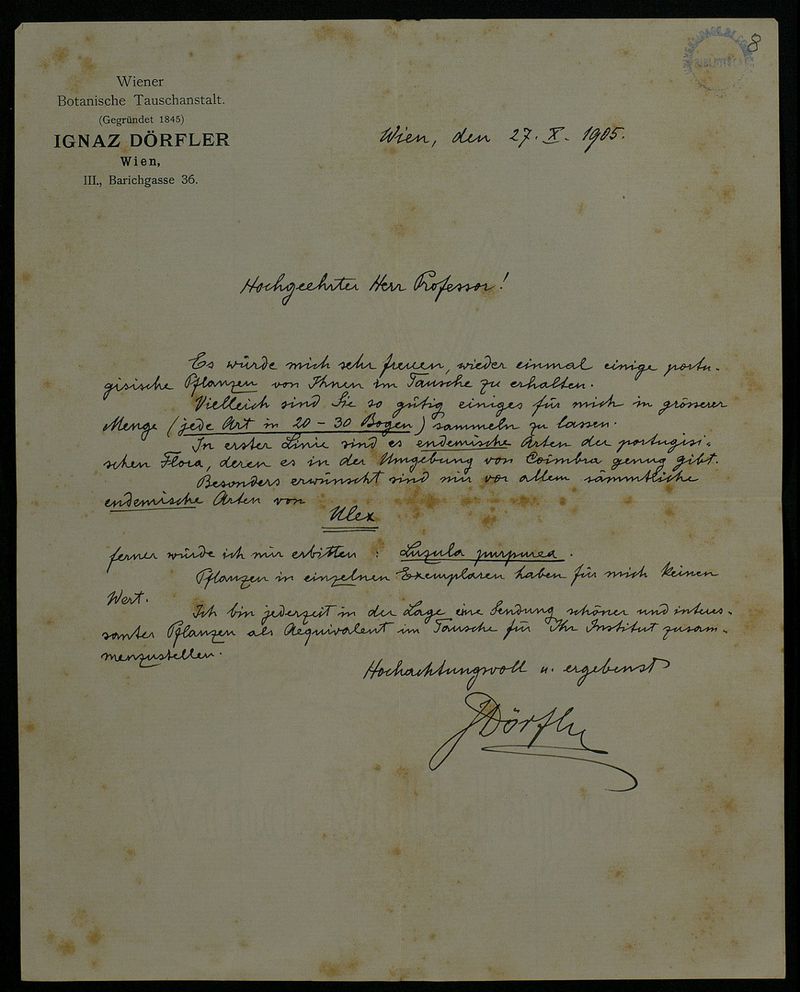 Wiener
Botanische Tauschanstalt.
(Gegründet 1845)
IGNAZ DÖRFLER
Wien,
III., Barichgasse 36.
8
Wien, den 27. X. 1905.
Hochgeehrter Herr Professor!
Es würde mich sehr freuen, wieder einmal einige portu-
gisische Pflanzen von Ihnen im Tausche zu erhalten.
Vielleich sind Sie so gütig einiges für mich in grösserer
Menge (jede Art in 20 - 30 Bogen) sammeln zu lassen.
In erster Linie sind es endemische Arten der portugisi-
schen Flora, deren es in der Umgebung von Coimbra genug gibt.
Besonders erwünscht sind mir vor allem sämmtliche
endemische Arten von
Ulex
ferner würde ich mir erbitten: Luzula purpurea.
Pflanzen in einzelnen Exemplaren haben für mich keinen
Wert.
Ich bin jederzeit in der Lage eine Sendung schöner und interes-
santer Pflanzen als Aequivalent im Tausche für Ihr Institut zusam-
menzustellen.
Hochachtungsvoll u. ergebenst
IDörfler